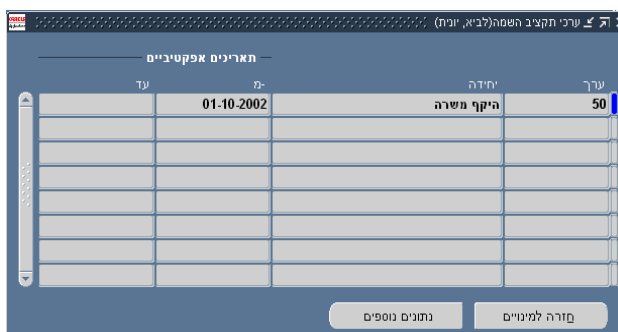 ערכי תקציב השמה(לביא, יונית)
תאריכים אפקטיביים
ערך יחידה מ- עד
50 היקף משרה 01-10-2002
חזרה למינויים נתונים נוספים